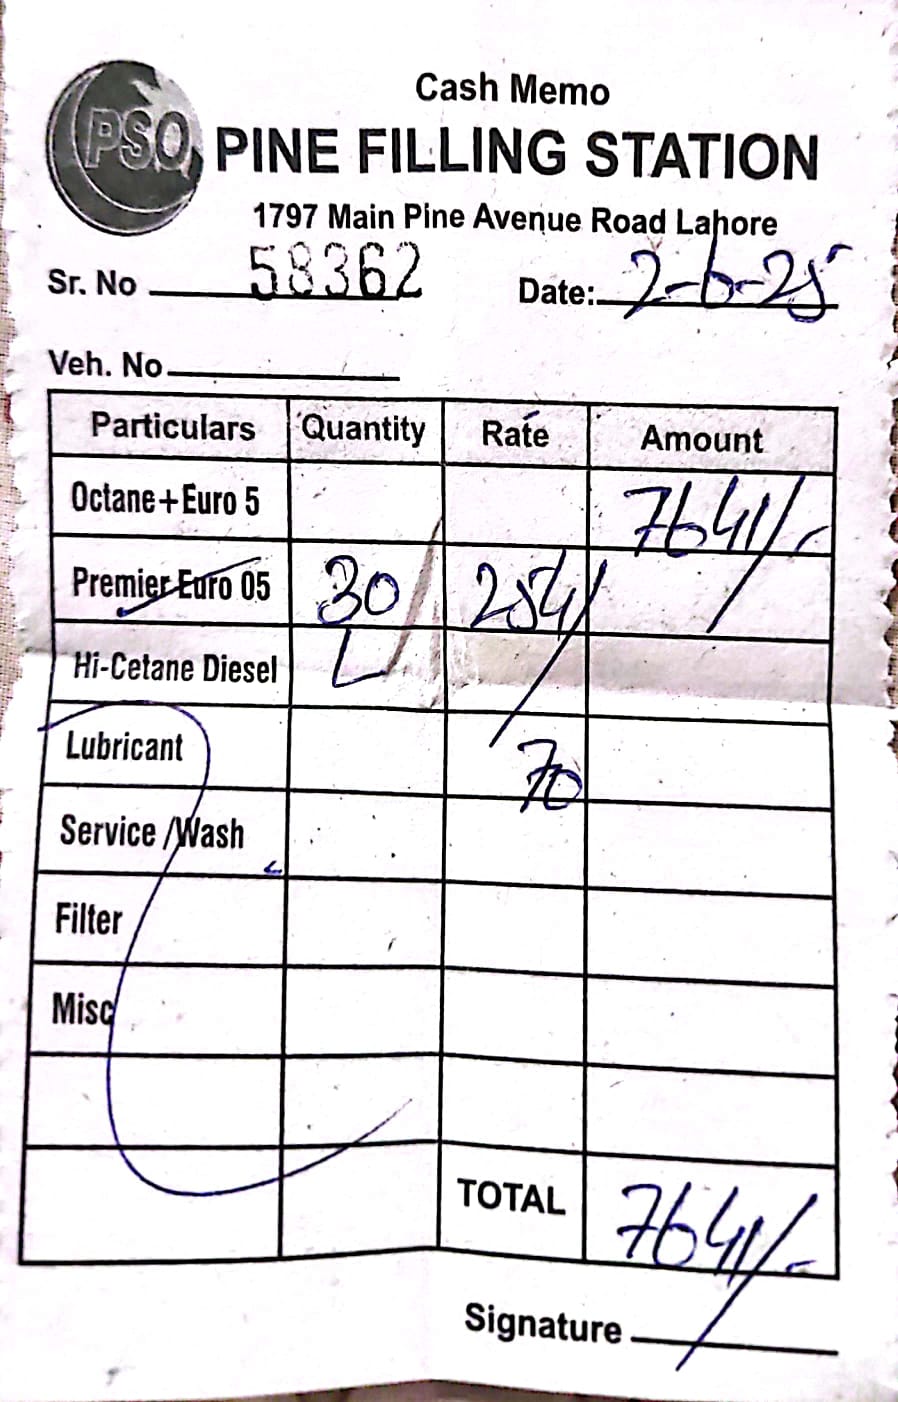 Cash Memo
PSO PINE FILLING STATION
1797 Main Pine Avenue Road Lahore
Sr. No 58362 Date: 2-6-25
Veh. No
Particulars Quantity Rate Amount
Octane+Euro 5 7641/-
Premier Euro 05 30 254/
Hi-Cetane Diesel L
Lubricant 70
Service /Wash
Filter
Misc
TOTAL 7641/-
Signature